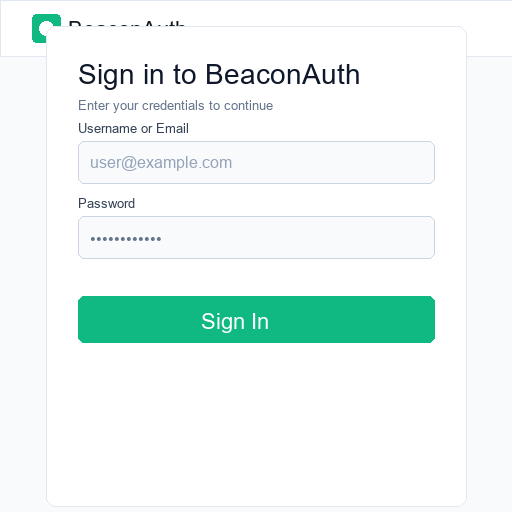 BeaconAuth
Sign in to BeaconAuth
Enter your credentials to continue
Username or Email
user@example.com
Password
••••••••••••
Sign In